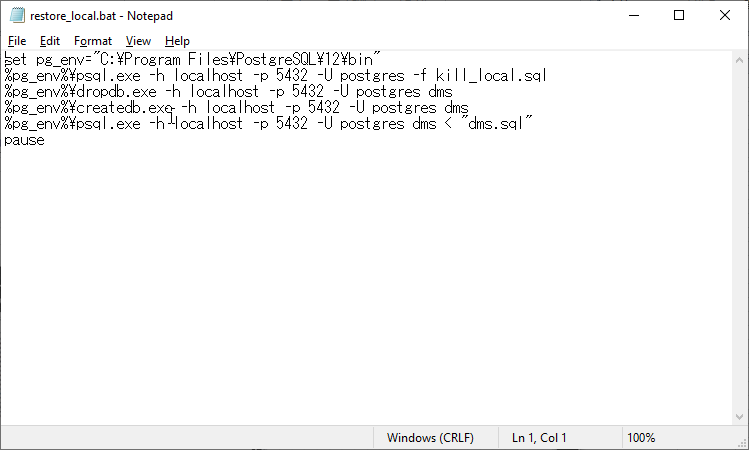 restore_local.bat - Notepad
File Edit Format View Help
set pg_env="C:¥Program Files¥PostgreSQL¥12¥bin"
%pg_env%¥psql.exe -h localhost -p 5432 -U postgres -f kill_local.sql
%pg_env%¥dropdb.exe -h localhost -p 5432 -U postgres dms
%pg_env%¥createdb.exe -h localhost -p 5432 -U postgres dms
%pg_env%¥psql.exe -h localhost -p 5432 -U postgres dms < "dms.sql"
pause
Windows (CRLF) Ln 1, Col 1 100%